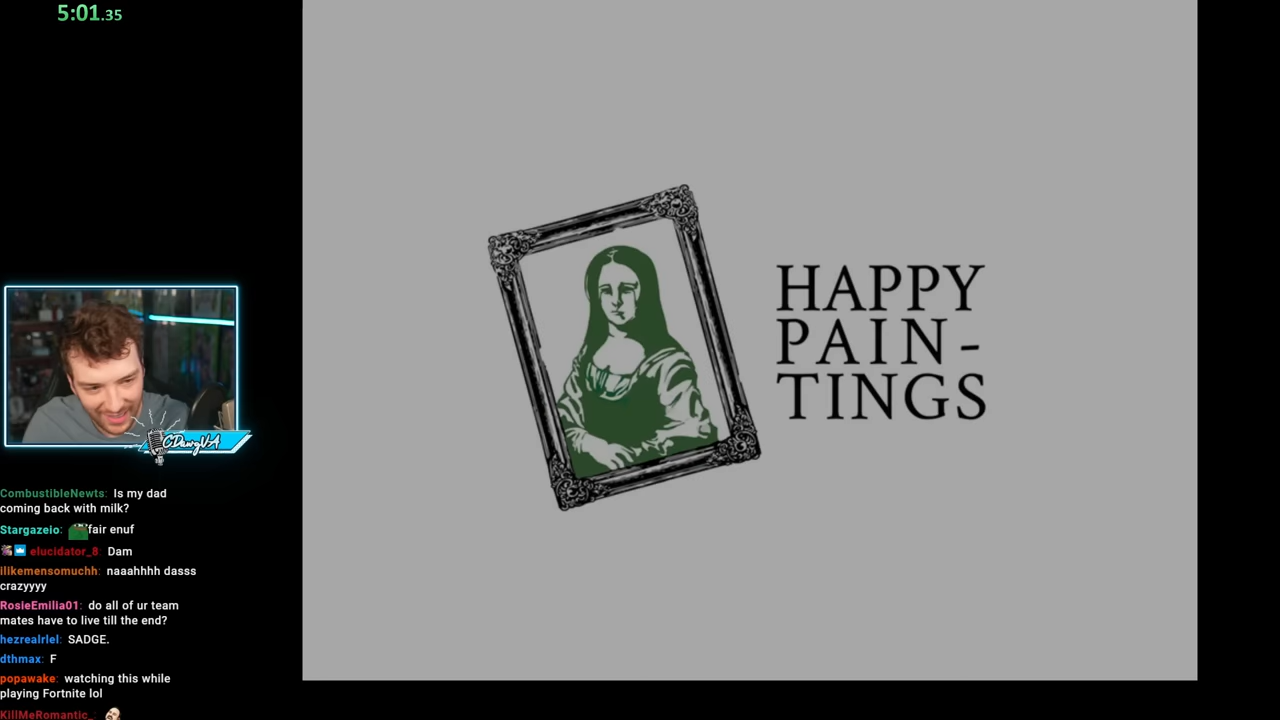 5:01.35
HAPPY
PAIN-
TINGS
CDawgVA
CombustibleNewts: Is my dad
coming back with milk?
Stargazeio: fair enuf
elucidator_8: Dam
ilikemensomuchh: naaahhhh dasss
crazyyyy
RosieEmilia01: do all of ur team
mates have to live till the end?
hezrealrlel: SADGE.
dthmax: F
popawake: watching this while
playing Fortnite lol
KillMeRomantic_: